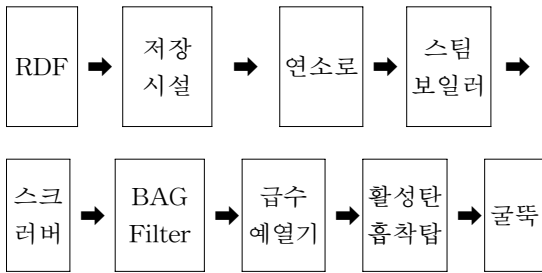 RDF
저장
시설
연소로
스팀
보일러
스크
러버
BAG
Filter
급수
예열기
활성탄
흡착탑
굴뚝